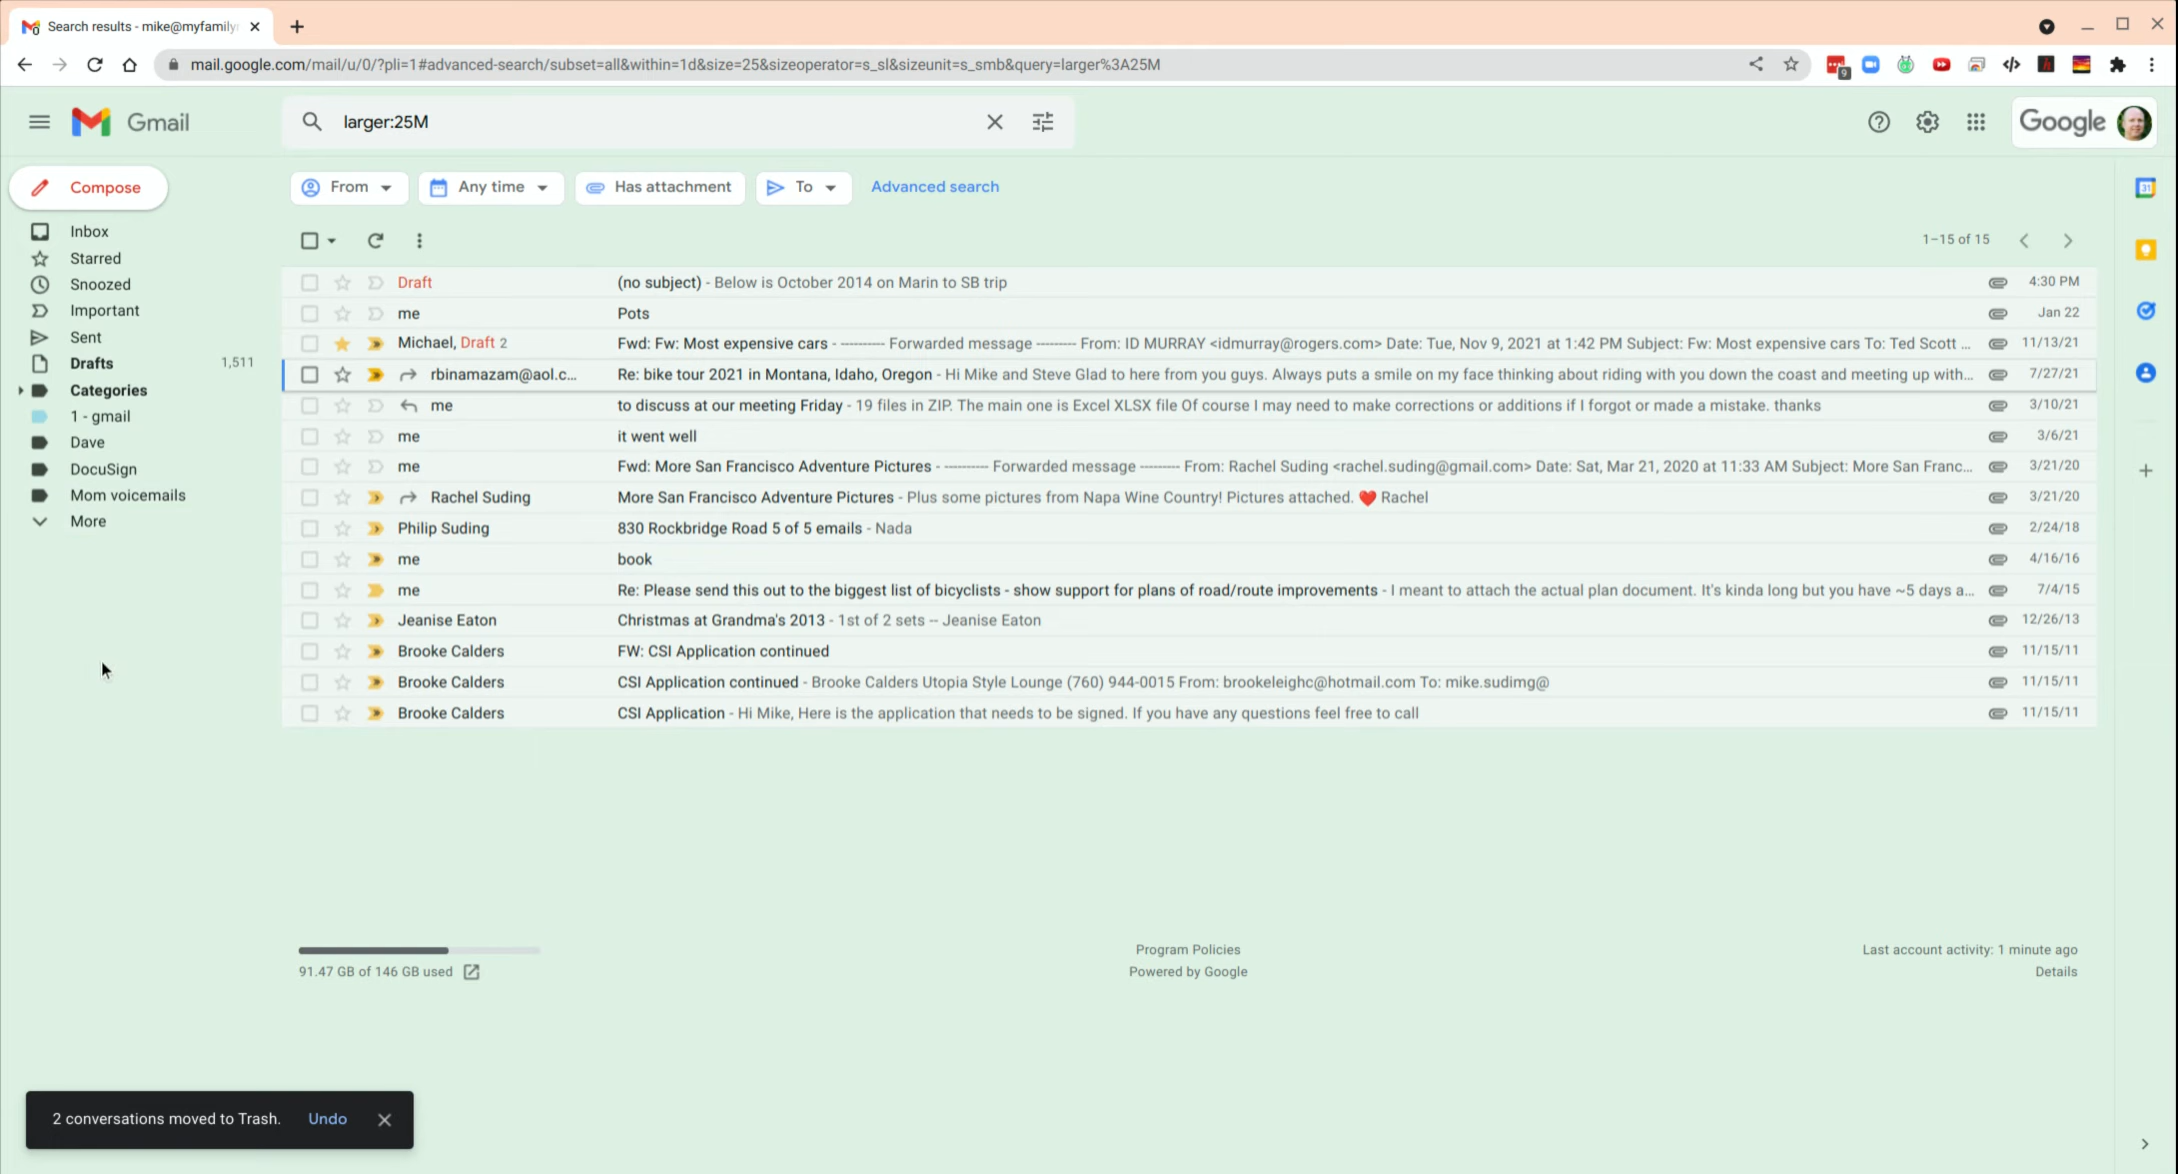 Search results - mike@myfamily
mail.google.com/mail/u/0/?pli=1#advanced-search/subset=all&within=1d&size=25&sizeoperator=s_sl&sizeunit=s_smb&query=larger%3A25M
9
Gmail
larger:25M
Google
Compose
From
Any time
Has attachment
To
Advanced search
31
Inbox
Starred
Snoozed
Important
Sent
Drafts 1,511
Categories
1 - gmail
Dave
DocuSign
Mom voicemails
More
1–15 of 15
Draft (no subject) - Below is October 2014 on Marin to SB trip 4:30 PM
me Pots Jan 22
Michael, Draft 2 Fwd: Fw: Most expensive cars - ---------- Forwarded message --------- From: ID MURRAY <idmurray@rogers.com> Date: Tue, Nov 9, 2021 at 1:42 PM Subject: Fw: Most expensive cars To: Ted Scott ... 11/13/21
rbinamazam@aol.c... Re: bike tour 2021 in Montana, Idaho, Oregon - Hi Mike and Steve Glad to here from you guys. Always puts a smile on my face thinking about riding with you down the coast and meeting up with... 7/27/21
me to discuss at our meeting Friday - 19 files in ZIP. The main one is Excel XLSX file Of course I may need to make corrections or additions if I forgot or made a mistake. thanks 3/10/21
me it went well 3/6/21
me Fwd: More San Francisco Adventure Pictures - ---------- Forwarded message --------- From: Rachel Suding <rachel.suding@gmail.com> Date: Sat, Mar 21, 2020 at 11:33 AM Subject: More San Franc... 3/21/20
Rachel Suding More San Francisco Adventure Pictures - Plus some pictures from Napa Wine Country! Pictures attached. ❤️ Rachel 3/21/20
Philip Suding 830 Rockbridge Road 5 of 5 emails - Nada 2/24/18
me book 4/16/16
me Re: Please send this out to the biggest list of bicyclists - show support for plans of road/route improvements - I meant to attach the actual plan document. It's kinda long but you have ~5 days a... 7/4/15
Jeanise Eaton Christmas at Grandma's 2013 - 1st of 2 sets -- Jeanise Eaton 12/26/13
Brooke Calders FW: CSI Application continued 11/15/11
Brooke Calders CSI Application continued - Brooke Calders Utopia Style Lounge (760) 944-0015 From: brookeleighc@hotmail.com To: mike.sudimg@ 11/15/11
Brooke Calders CSI Application - Hi Mike, Here is the application that needs to be signed. If you have any questions feel free to call 11/15/11
91.47 GB of 146 GB used
Program Policies
Powered by Google
Last account activity: 1 minute ago
Details
2 conversations moved to Trash. Undo